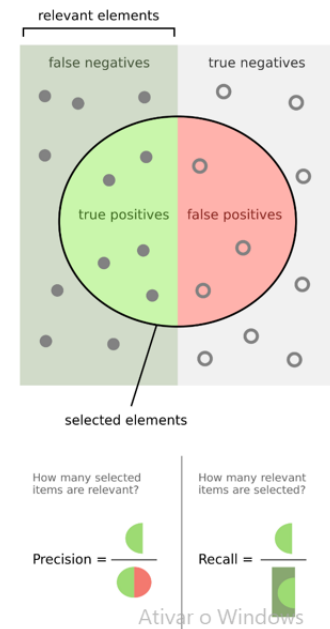 relevant elements
false negatives
true negatives
true positives
false positives
selected elements
How many selected
items are relevant?
How many relevant
items are selected?
Precision =
Recall =
Ativar o Windows